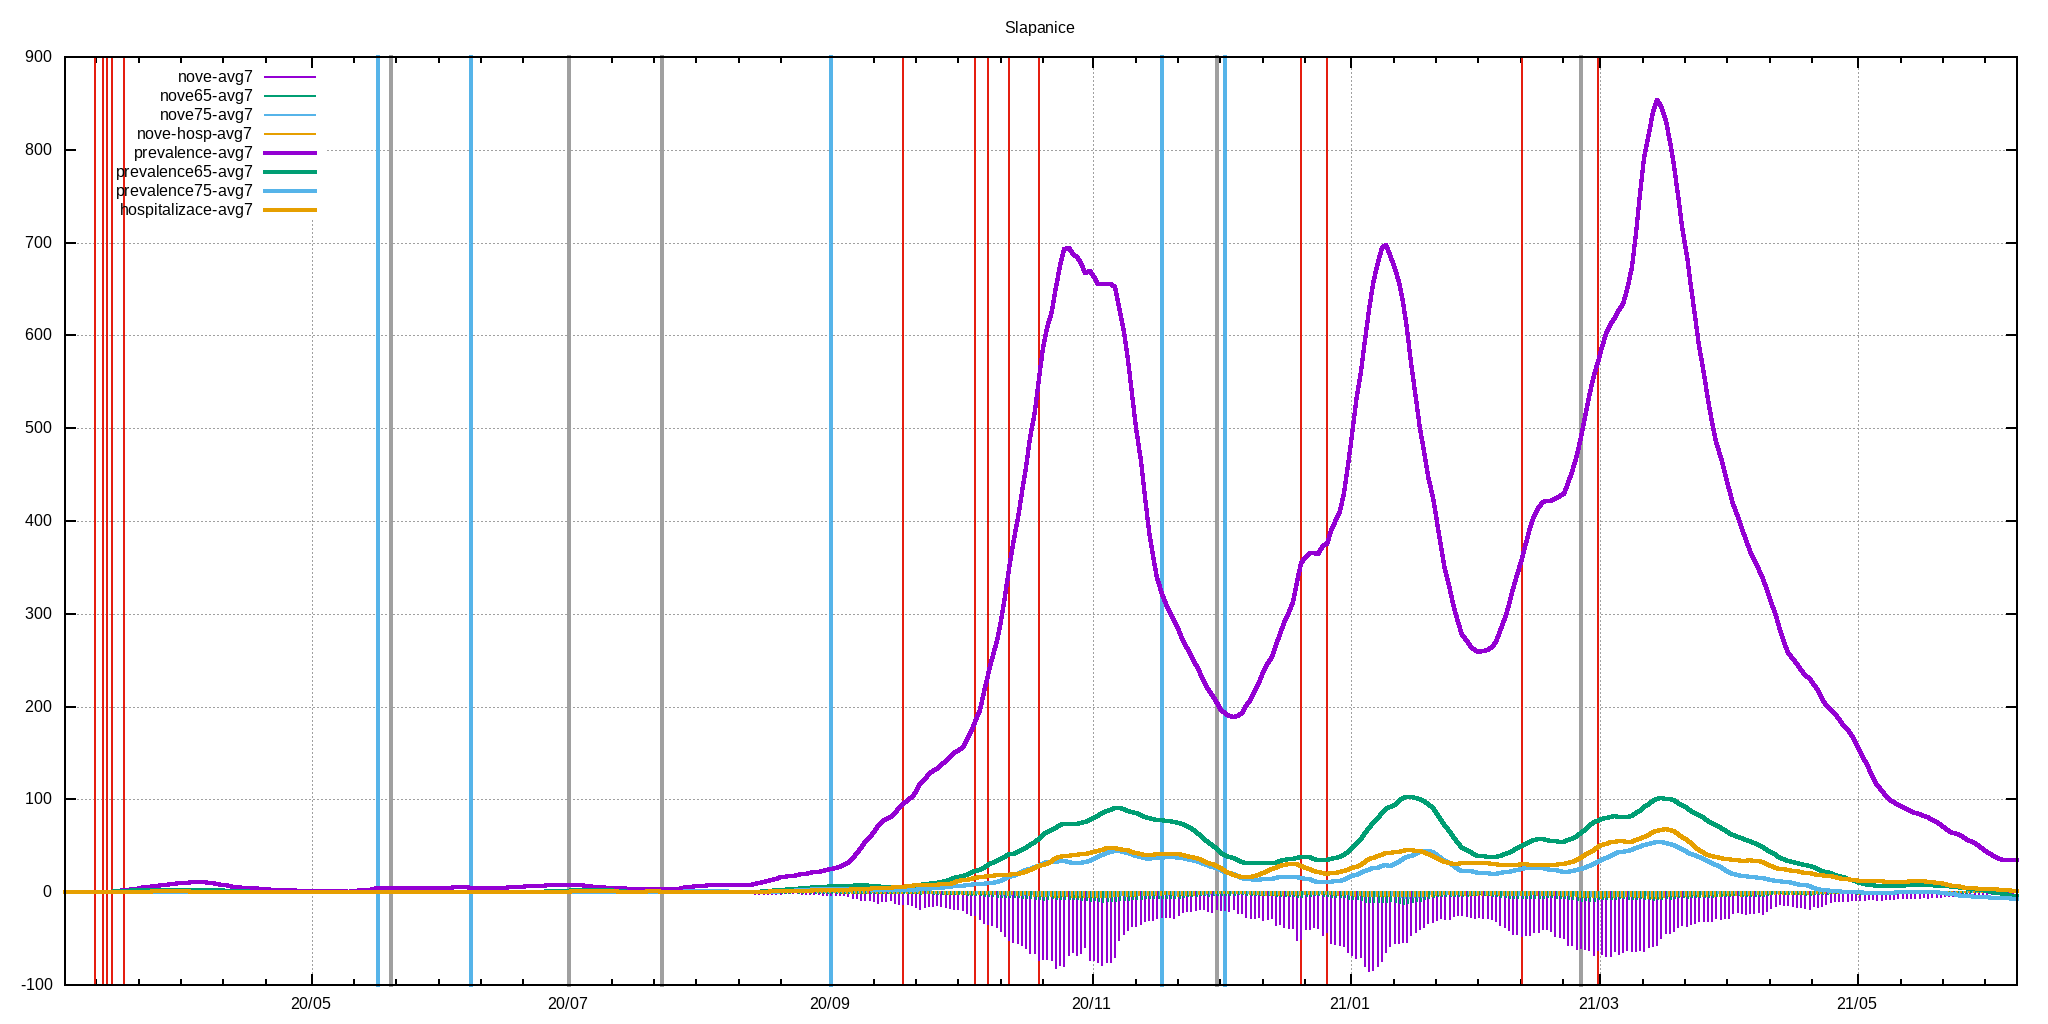 Slapanice
900
800
700
600
500
400
300
200
100
0
-100
nove-avg7
nove65-avg7
nove75-avg7
nove-hosp-avg7
prevalence-avg7
prevalence65-avg7
prevalence75-avg7
hospitalizace-avg7
20/05 20/07 20/09 20/11 21/01 21/03 21/05